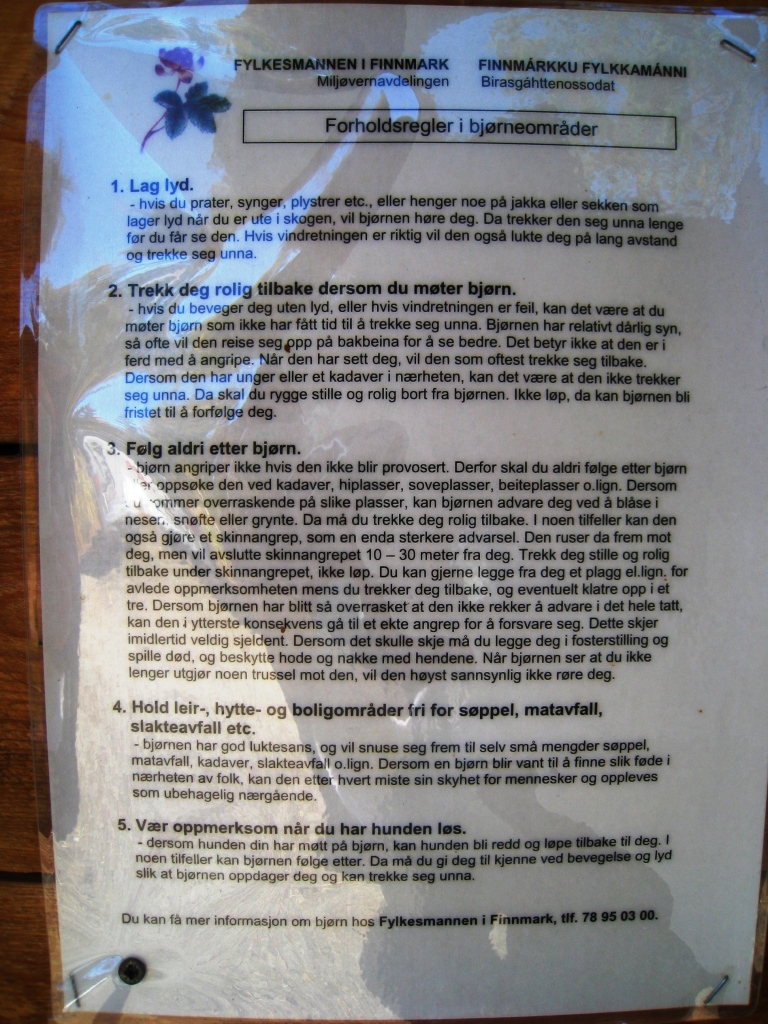 FYLKESMANNEN I FINNMARK FINNMÁRKKU FYLKKAMÁNNI
Miljøvernavdelingen Birasgáhttenossodat
Forholdsregler i bjørneområder
1. Lag lyd.
- hvis du prater, synger, plystrer etc., eller henger noe på jakka eller sekken som
lager lyd når du er ute i skogen, vil bjørnen høre deg. Da trekker den seg unna lenge
før du får se den. Hvis vindretningen er riktig vil den også lukte deg på lang avstand
og trekke seg unna.
2. Trekk deg rolig tilbake dersom du møter bjørn.
- hvis du beveger deg uten lyd, eller hvis vindretningen er feil, kan det være at du
møter bjørn som ikke har fått tid til å trekke seg unna. Bjørnen har relativt dårlig syn,
så ofte vil den reise seg opp på bakbeina for å se bedre. Det betyr ikke at den er i
ferd med å angripe. Når den har sett deg, vil den som oftest trekke seg tilbake.
Dersom den har unger eller et kadaver i nærheten, kan det være at den ikke trekker
seg unna. Da skal du rygge stille og rolig bort fra bjørnen. Ikke løp, da kan bjørnen bli
fristet til å forfølge deg.
3. Følg aldri etter bjørn.
- bjørn angriper ikke hvis den ikke blir provosert. Derfor skal du aldri følge etter bjørn
eller oppsøke den ved kadaver, hiplasser, soveplasser, beiteplasser o.lign. Dersom
du kommer overraskende på slike plasser, kan bjørnen advare deg ved å blåse i
nesen, snøfte eller grynte. Da må du trekke deg rolig tilbake. I noen tilfeller kan den
også gjøre et skinnangrep, som en enda sterkere advarsel. Den ruser da frem mot
deg, men vil avslutte skinnangrepet 10 – 30 meter fra deg. Trekk deg stille og rolig
tilbake under skinnangrepet, ikke løp. Du kan gjerne legge fra deg et plagg el.lign. for
avlede oppmerksomheten mens du trekker deg tilbake, og eventuelt klatre opp i et
tre. Dersom bjørnen har blitt så overrasket at den ikke rekker å advare i det hele tatt,
kan den i ytterste konsekvens gå til et ekte angrep for å forsvare seg. Dette skjer
imidlertid veldig sjeldent. Dersom det skulle skje må du legge deg i fosterstilling og
spille død, og beskytte hode og nakke med hendene. Når bjørnen ser at du ikke
lenger utgjør noen trussel mot den, vil den høyst sannsynlig ikke røre deg.
4. Hold leir-, hytte- og boligområder fri for søppel, matavfall,
slakteavfall etc.
- bjørnen har god luktesans, og vil snuse seg frem til selv små mengder søppel,
matavfall, kadaver, slakteavfall o.lign. Dersom en bjørn blir vant til å finne slik føde i
nærheten av folk, kan den etter hvert miste sin skyhet for mennesker og oppleves
som ubehagelig nærgående.
5. Vær oppmerksom når du har hunden løs.
- dersom hunden din har møtt på bjørn, kan hunden bli redd og løpe tilbake til deg. I
noen tilfeller kan bjørnen følge etter. Da må du gi deg til kjenne ved bevegelse og lyd
slik at bjørnen oppdager deg og kan trekke seg unna.
Du kan få mer informasjon om bjørn hos Fylkesmannen i Finnmark, tlf. 78 95 03 00.